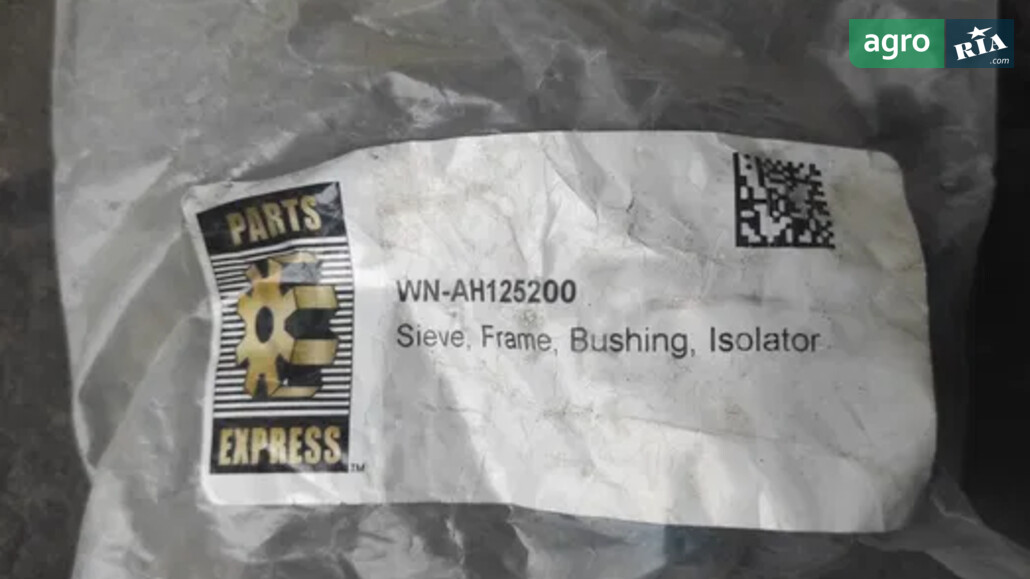 agro
RIA
.com
PARTS
EXPRESS
TM
WN-AH125200
Sieve, Frame, Bushing, Isolator